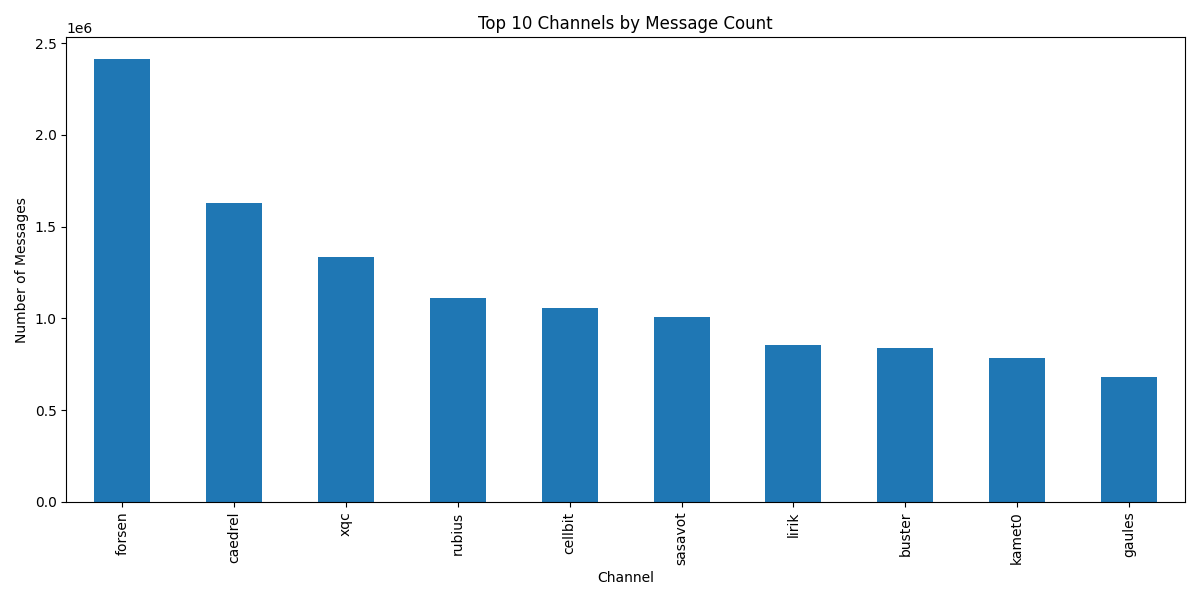 Top 10 Channels by Message Count
1e6
2.5
2.0
1.5
1.0
0.5
0.0
Number of Messages
forsen
caedrel
xqc
rubius
cellbit
sasavot
lirik
buster
kamet0
gaules
Channel